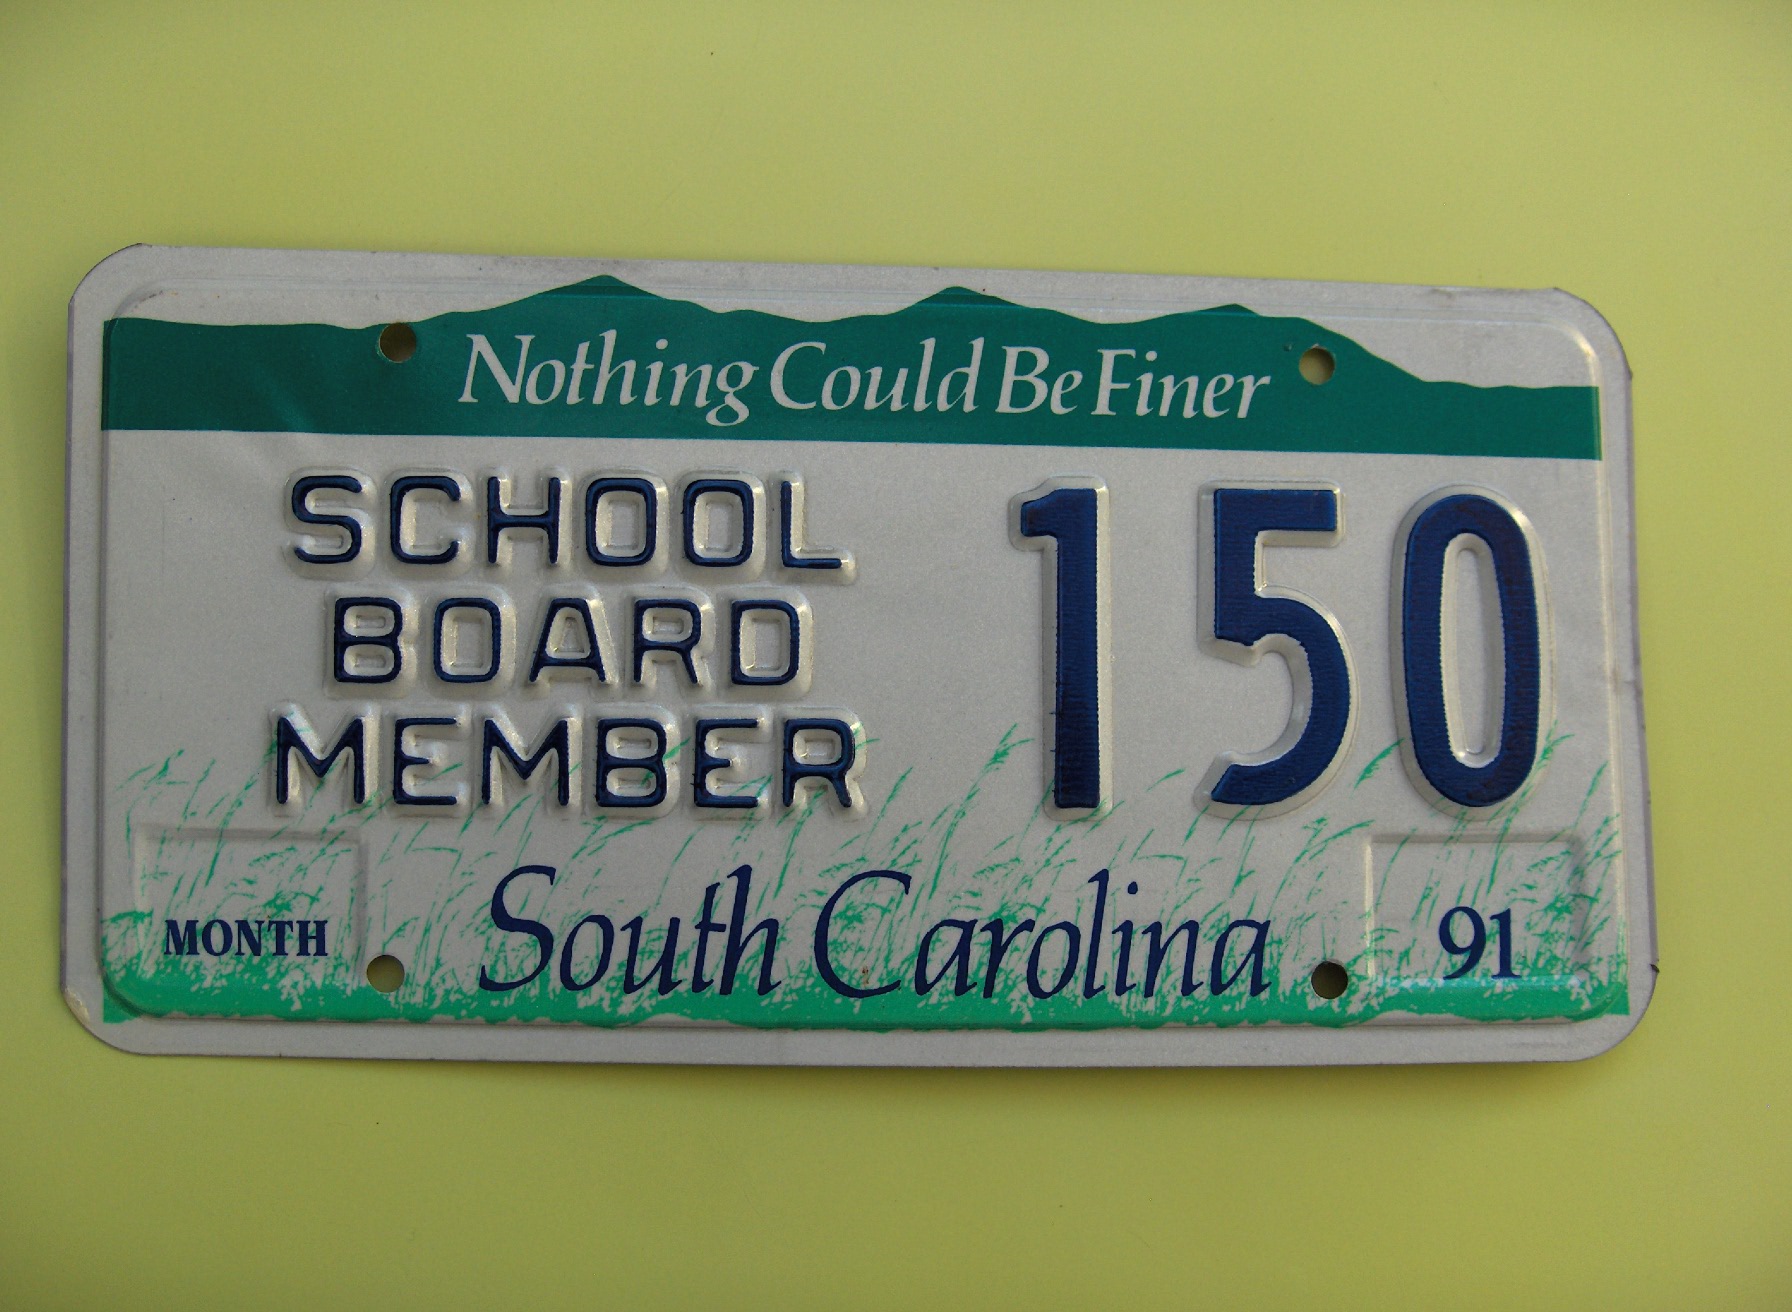 Nothing Could Be Finer
SCHOOL
BOARD
MEMBER
150
MONTH
South Carolina
91